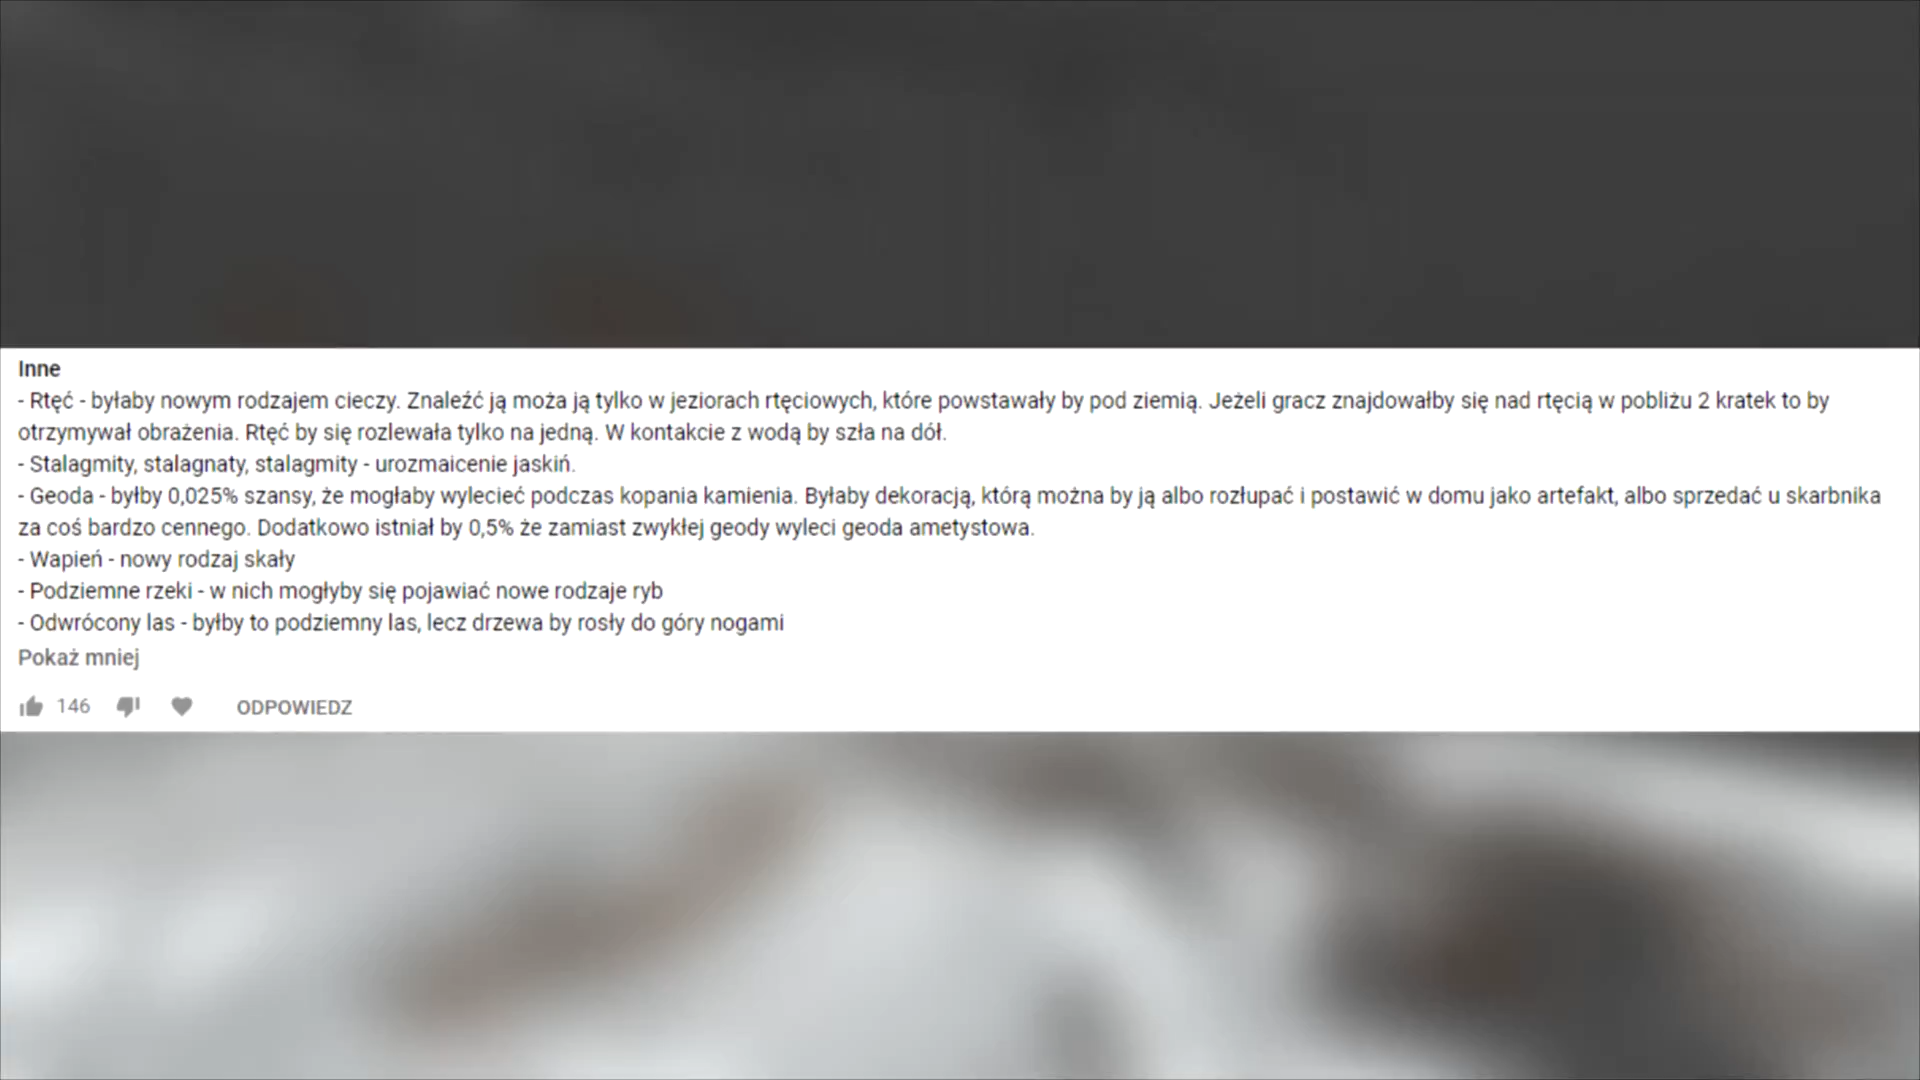 Inne
- Rtęć - byłaby nowym rodzajem cieczy. Znaleźć ją moża ją tylko w jeziorach rtęciowych, które powstawały by pod ziemią. Jeżeli gracz znajdowałby się nad rtęcią w pobliżu 2 kratek to by
otrzymywał obrażenia. Rtęć by się rozlewała tylko na jedną. W kontakcie z wodą by szła na dół.
- Stalagmity, stalagnaty, stalagmity - urozmaicenie jaskiń.
- Geoda - byłby 0,025% szansy, że mogłaby wylecieć podczas kopania kamienia. Byłaby dekoracją, którą można by ją albo rozłupać i postawić w domu jako artefakt, albo sprzedać u skarbnika
za coś bardzo cennego. Dodatkowo istniał by 0,5% że zamiast zwykłej geody wyleci geoda ametystowa.
- Wapień - nowy rodzaj skały
- Podziemne rzeki - w nich mogłyby się pojawiać nowe rodzaje ryb
- Odwrócony las - byłby to podziemny las, lecz drzewa by rosły do góry nogami
Pokaż mniej
146 ODPOWIEDZ